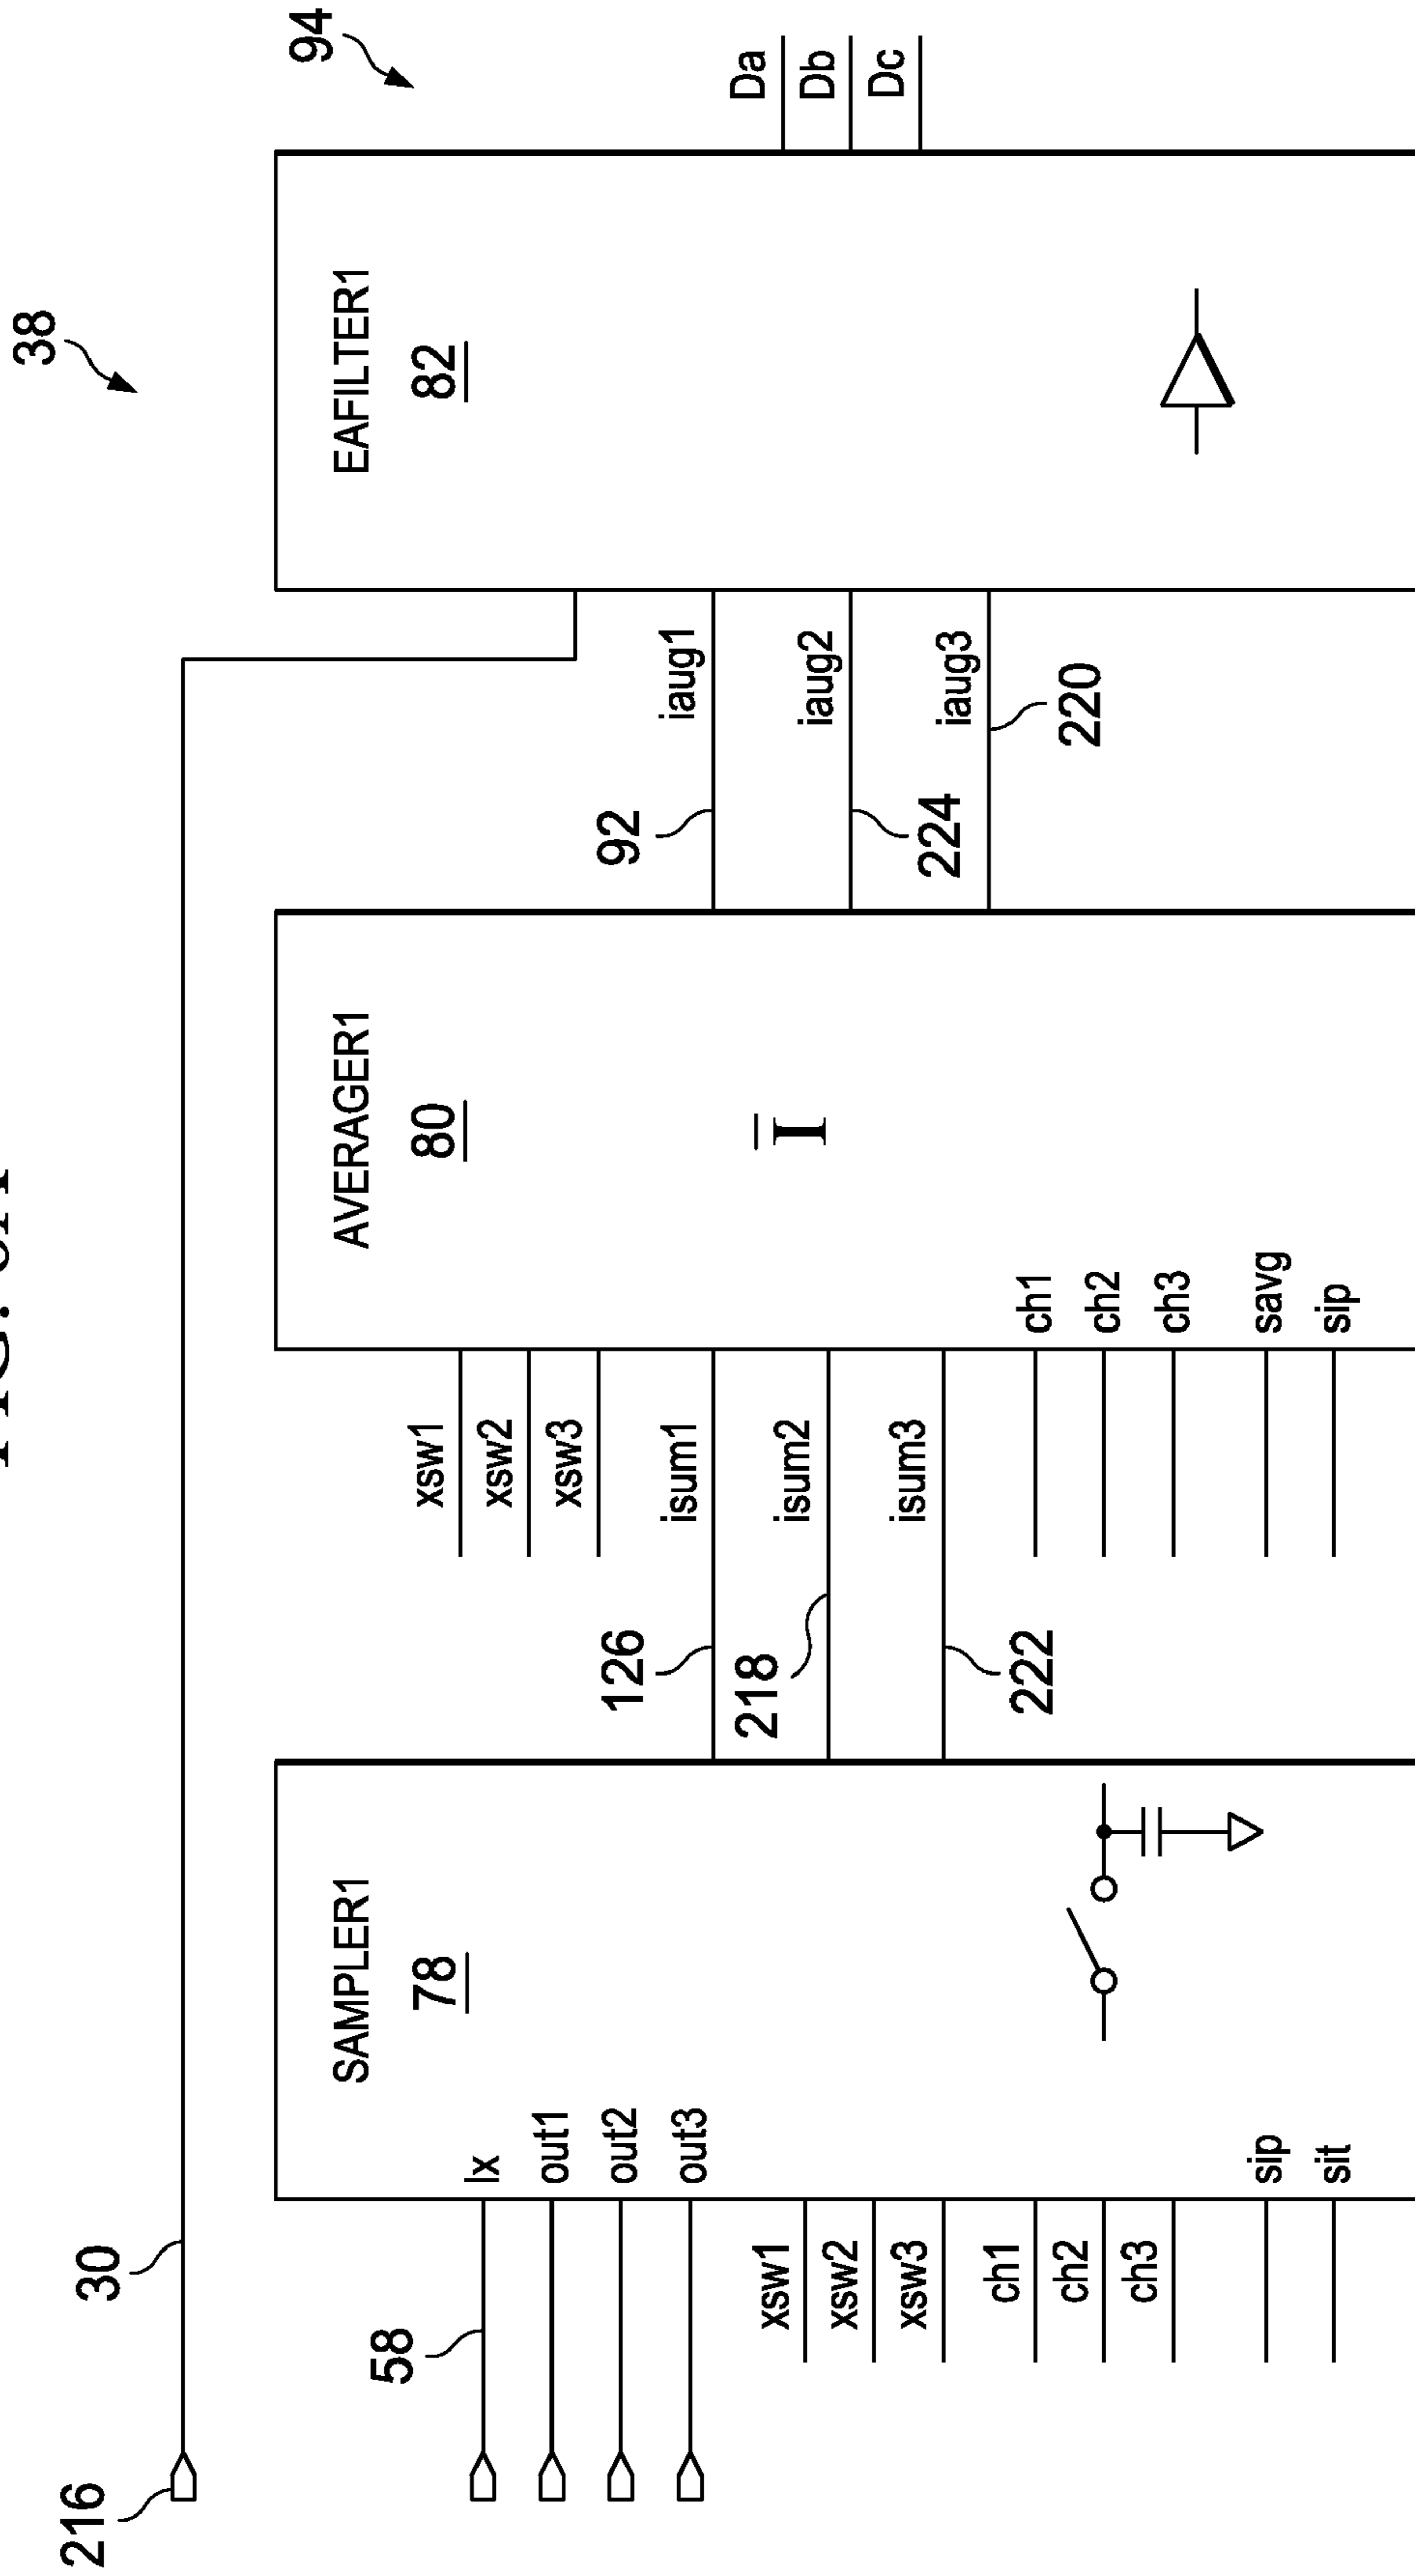 38
94
216
30
SAMPLER1
78
58
Ix
out1
out2
out3
xsw1
xsw2
xsw3
ch1
ch2
ch3
sip
sit
126
isum1
218
isum2
222
isum3
AVERAGER1
80
I
xsw1
xsw2
xsw3
ch1
ch2
ch3
savg
sip
92
iaug1
224
iaug2
220
iaug3
EAFILTER1
82
Da
Db
Dc